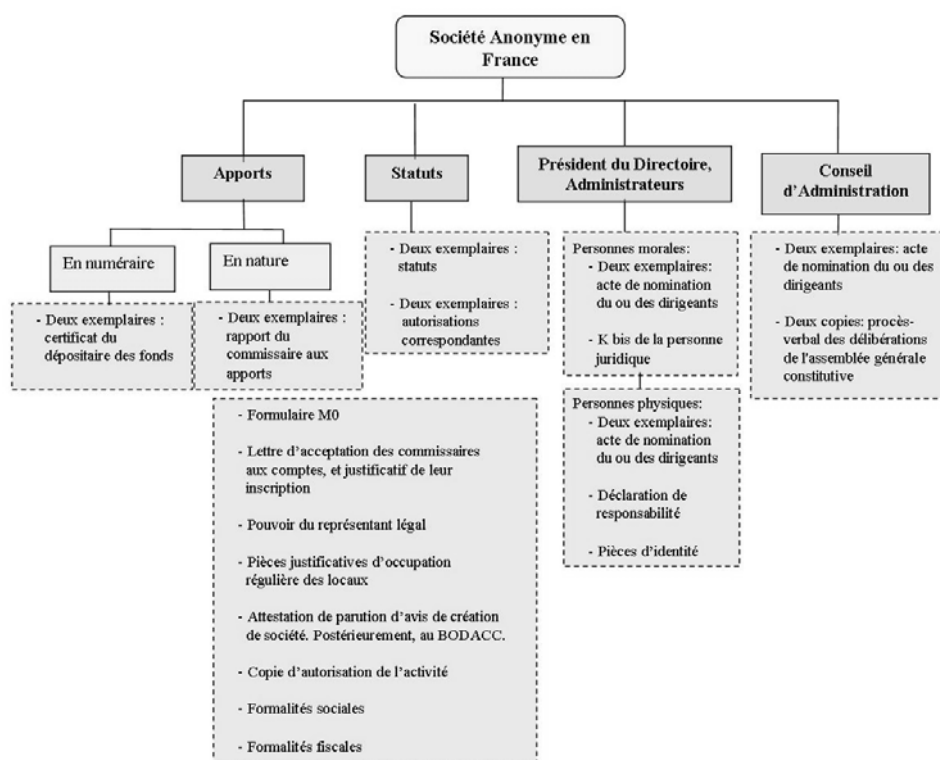 Société Anonyme en
France
Apports
Statuts
Président du Directoire,
Administrateurs
Conseil
d'Administration
En numéraire
En nature
- Deux exemplaires :
certificat du
dépositaire des fonds
- Deux exemplaires :
rapport du
commissaire aux
apports
- Deux exemplaires :
statuts
- Deux exemplaires :
autorisations
correspondantes
Personnes morales:
- Deux exemplaires:
acte de nomination
du ou des dirigeants
- K bis de la personne
juridique
Personnes physiques:
- Deux exemplaires:
acte de nomination
du ou des dirigeants
- Déclaration de
responsabilité
- Pièces d'identité
- Deux exemplaires: acte
de nomination du ou des
dirigeants
- Deux copies: procès-
verbal des délibérations
de l'assemblée générale
constitutive
- Formulaire M0
- Lettre d'acceptation des commissaires
aux comptes, et justificatif de leur
inscription
- Pouvoir du représentant légal
- Pièces justificatives d'occupation
régulière des locaux
- Attestation de parution d'avis de création
de société. Postérieurement, au BODACC.
- Copie d'autorisation de l'activité
- Formalités sociales
- Formalités fiscales